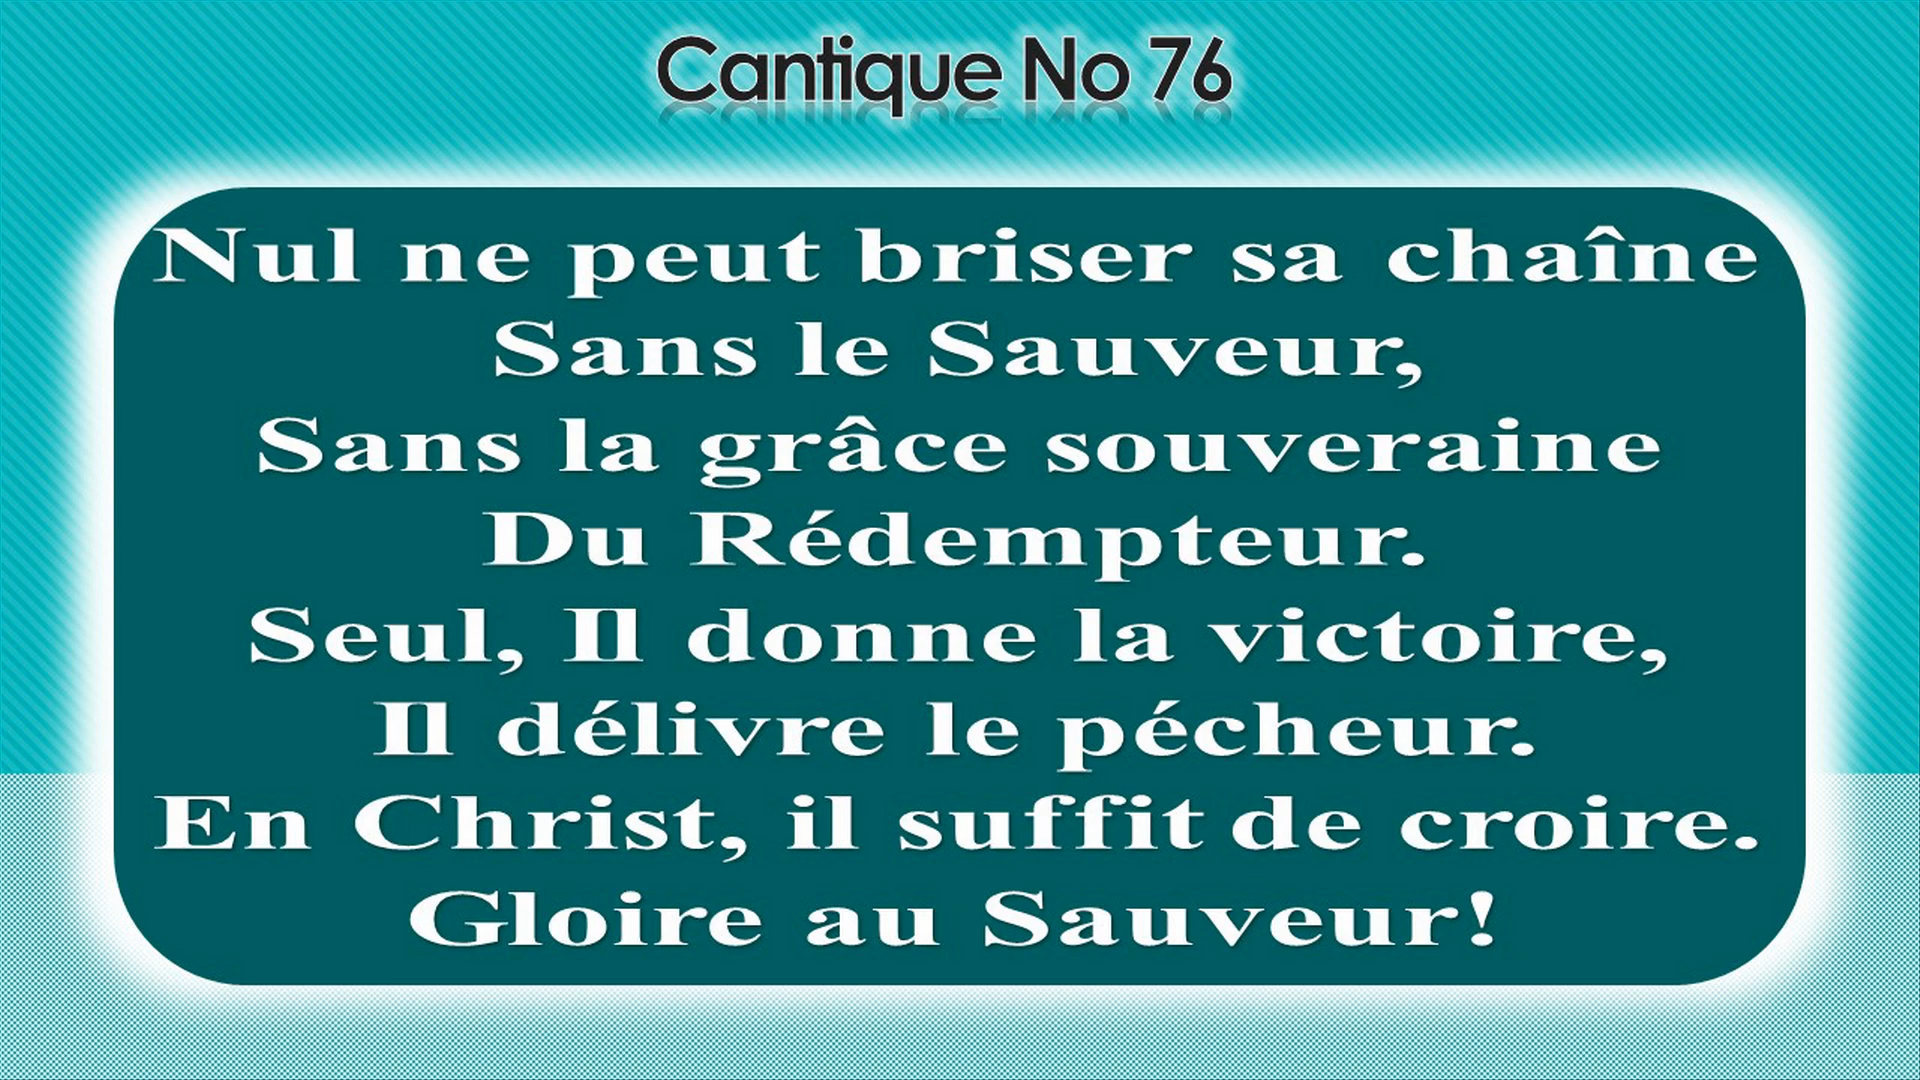 Cantique No 76
Nul ne peut briser sa chaîne
Sans le Sauveur,
Sans la grâce souveraine
Du Rédempteur.
Seul, Il donne la victoire,
Il délivre le pécheur.
En Christ, il suffit de croire.
Gloire au Sauveur!